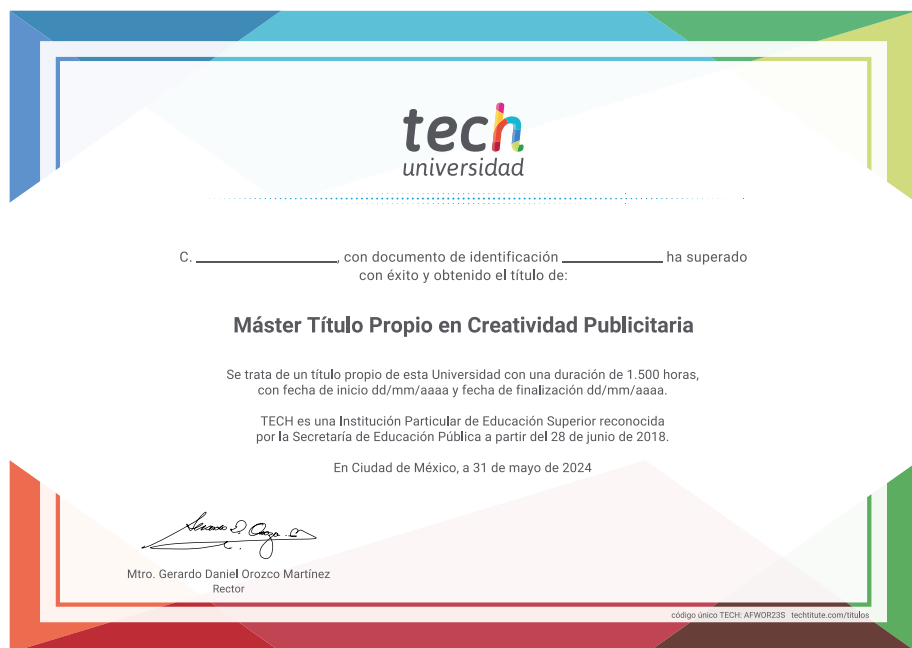 tech
universidad
C. ____________________, con documento de identificación ______________ ha superado
con éxito y obtenido el título de:
Máster Título Propio en Creatividad Publicitaria
Se trata de un título propio de esta Universidad con una duración de 1.500 horas,
con fecha de inicio dd/mm/aaaa y fecha de finalización dd/mm/aaaa.
TECH es una Institución Particular de Educación Superior reconocida
por la Secretaría de Educación Pública a partir del 28 de junio de 2018.
En Ciudad de México, a 31 de mayo de 2024
Mtro. Gerardo Daniel Orozco Martínez
Rector
código único TECH: AFWOR23S techtitute.com/titulos